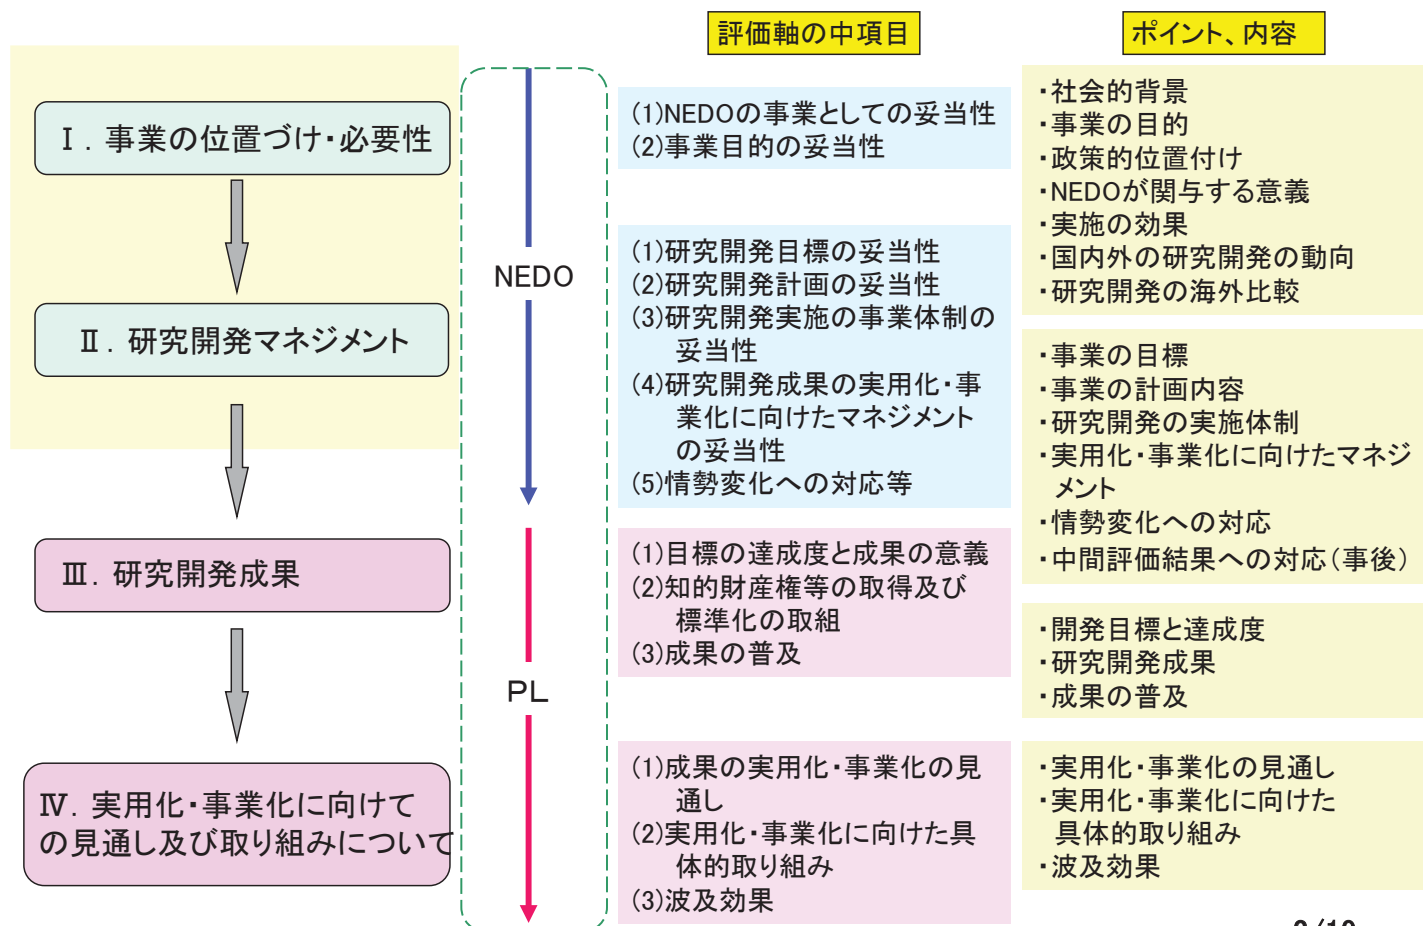 評価軸の中項目
ポイント、内容
Ⅰ．事業の位置づけ・必要性
Ⅱ．研究開発マネジメント
Ⅲ．研究開発成果
Ⅳ．実用化・事業化に向けて
の見通し及び取り組みについて
NEDO
PL
(1)NEDOの事業としての妥当性
(2)事業目的の妥当性
(1)研究開発目標の妥当性
(2)研究開発計画の妥当性
(3)研究開発実施の事業体制の
妥当性
(4)研究開発成果の実用化・事
業化に向けたマネジメント
の妥当性
(5)情勢変化への対応等
(1)目標の達成度と成果の意義
(2)知的財産権等の取得及び
標準化の取組
(3)成果の普及
(1)成果の実用化・事業化の見
通し
(2)実用化・事業化に向けた具
体的取り組み
(3)波及効果
・社会的背景
・事業の目的
・政策的位置付け
・NEDOが関与する意義
・実施の効果
・国内外の研究開発の動向
・研究開発の海外比較
・事業の目標
・事業の計画内容
・研究開発の実施体制
・実用化・事業化に向けたマネジ
メント
・情勢変化への対応
・中間評価結果への対応（事後）
・開発目標と達成度
・研究開発成果
・成果の普及
・実用化・事業化の見通し
・実用化・事業化に向けた
具体的取り組み
・波及効果